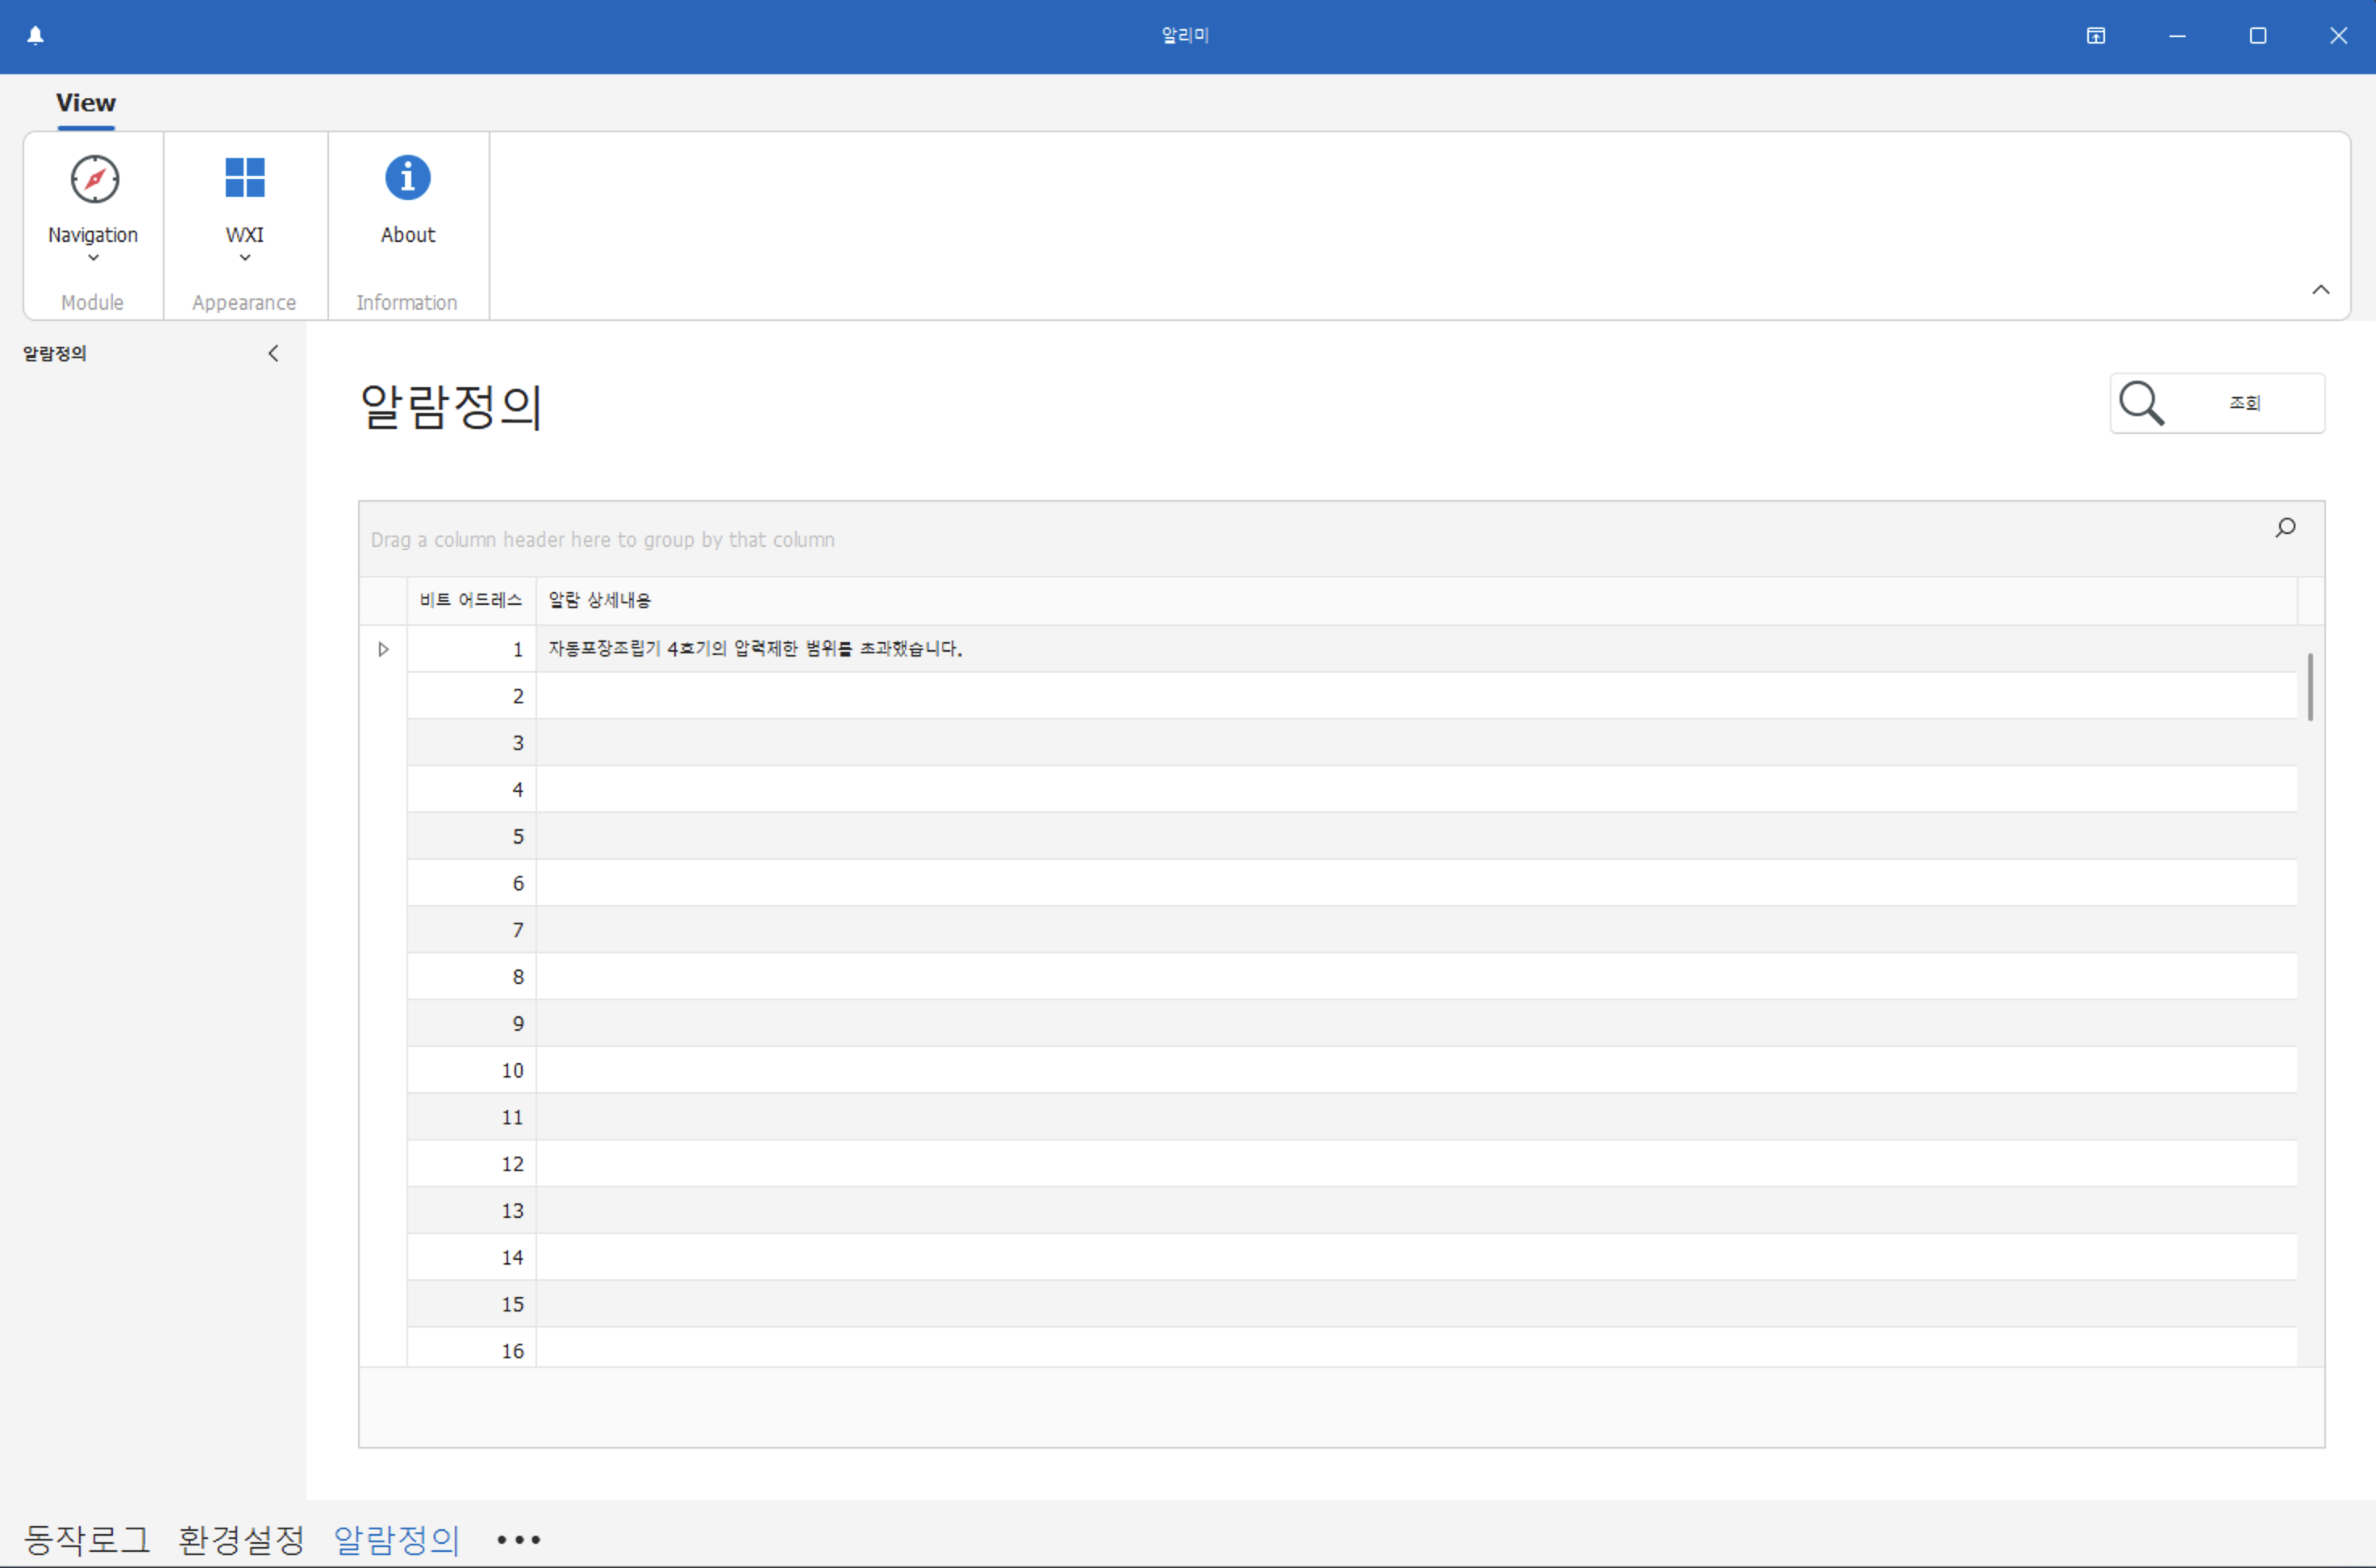 알리미
View
Navigation
WXI
About
Module
Appearance
Information
알람정의
알람정의
조회
Drag a column header here to group by that column
비트 어드레스 알람 상세내용
1 자동포장조립기 4호기의 압력제한 범위를 초과했습니다.
2
3
4
5
6
7
8
9
10
11
12
13
14
15
16
동작로그 환경설정 알람정의 •••